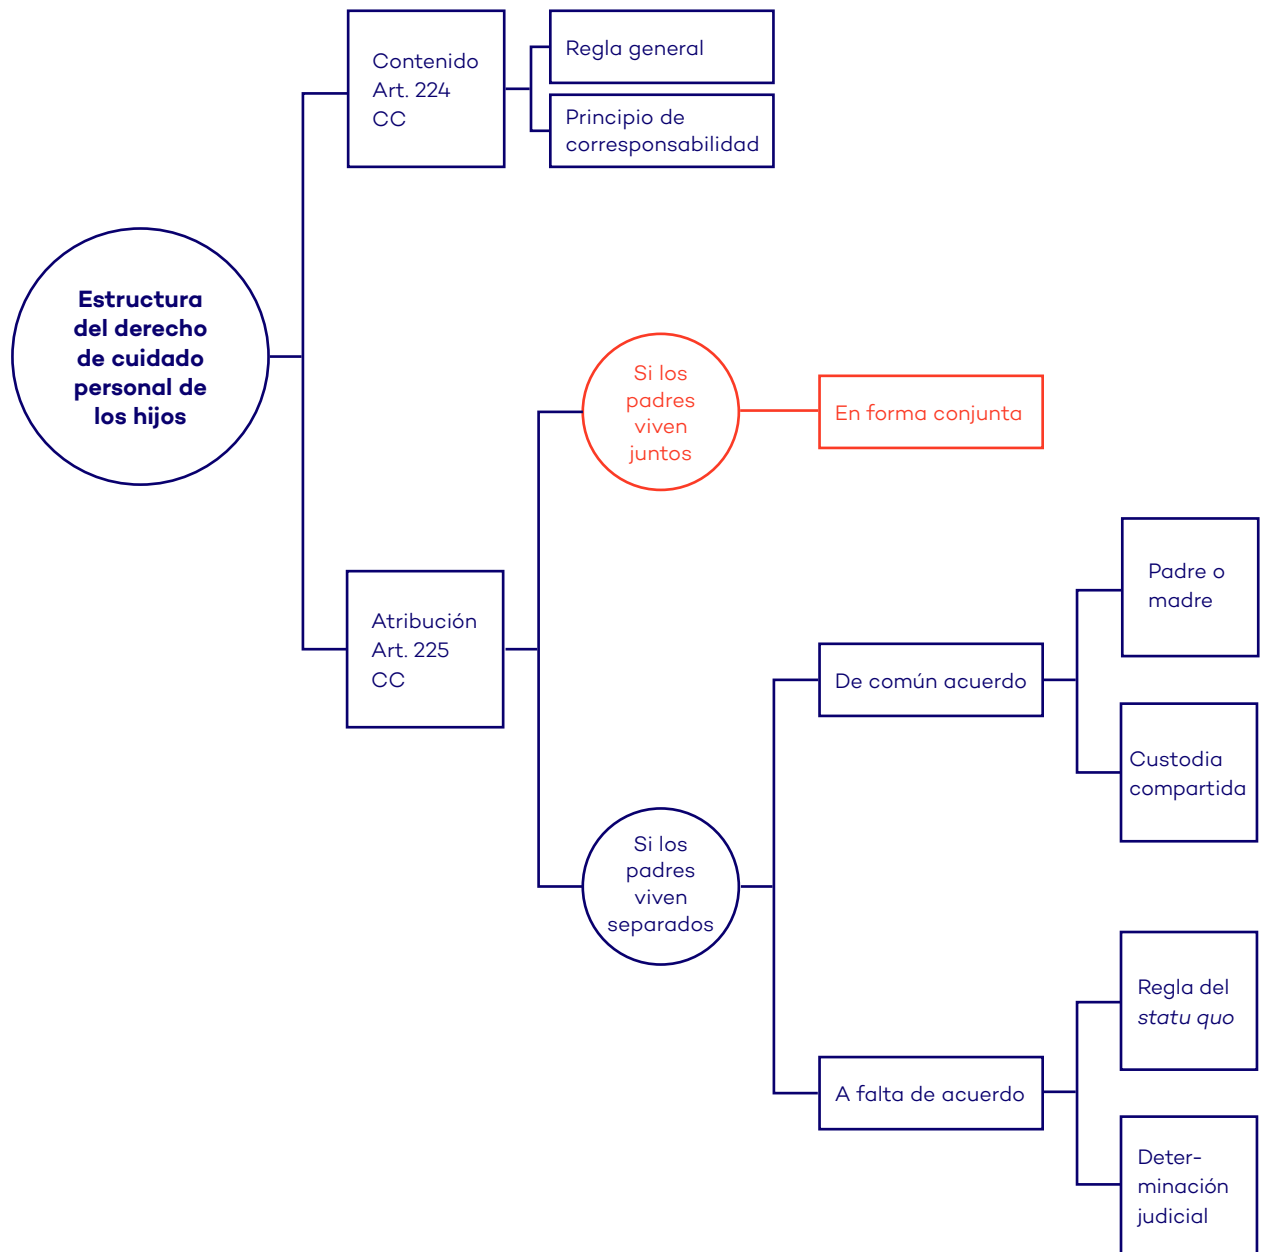 Contenido
Art. 224
CC
Regla general
Principio de
corresponsabilidad
Estructura
del derecho
de cuidado
personal de
los hijos
Si los
padres
viven
juntos
En forma conjunta
Atribución
Art. 225
CC
Padre o
madre
De común acuerdo
Custodia
compartida
Si los
padres
viven
separados
Regla del
statu quo
A falta de acuerdo
Deter-
minación
judicial